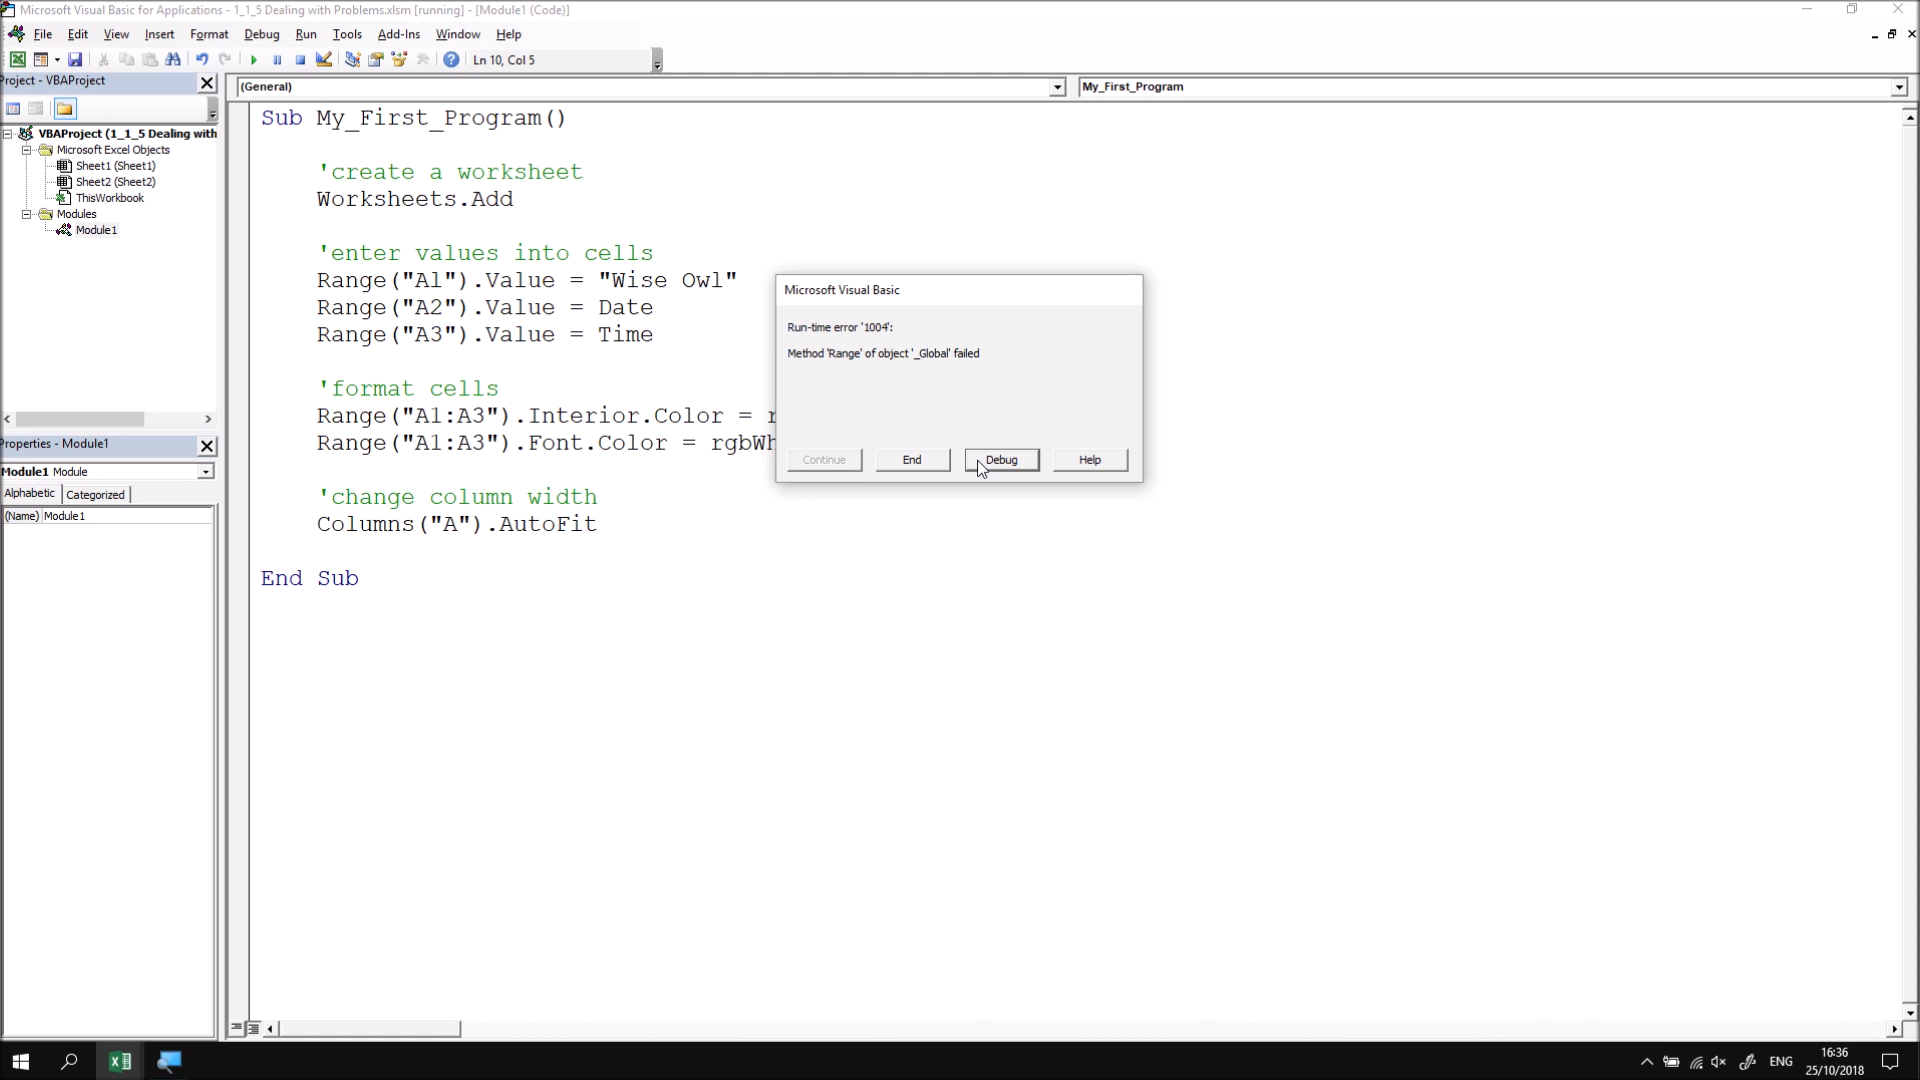 Microsoft Visual Basic for Applications - 1_1_5 Dealing with Problems.xlsm [running] - [Module1 (Code)]
File Edit View Insert Format Debug Run Tools Add-Ins Window Help
Ln 10, Col 5
Project - VBAProject
(General)
My_First_Program
VBAProject (1_1_5 Dealing with
Microsoft Excel Objects
Sheet1 (Sheet1)
Sheet2 (Sheet2)
ThisWorkbook
Modules
Module1
Properties - Module1
Module1 Module
Alphabetic Categorized
(Name) Module1
Sub My_First_Program()
'create a worksheet
Worksheets.Add
'enter values into cells
Range("Al").Value = "Wise Owl"
Range("A2").Value = Date
Range("A3").Value = Time
'format cells
Range("A1:A3").Interior.Color = r
Range("A1:A3").Font.Color = rgbWh
'change column width
Columns("A").AutoFit
End Sub
Microsoft Visual Basic
Run-time error '1004':
Method 'Range' of object '_Global' failed
Continue End Debug Help
ENG
16:36
25/10/2018